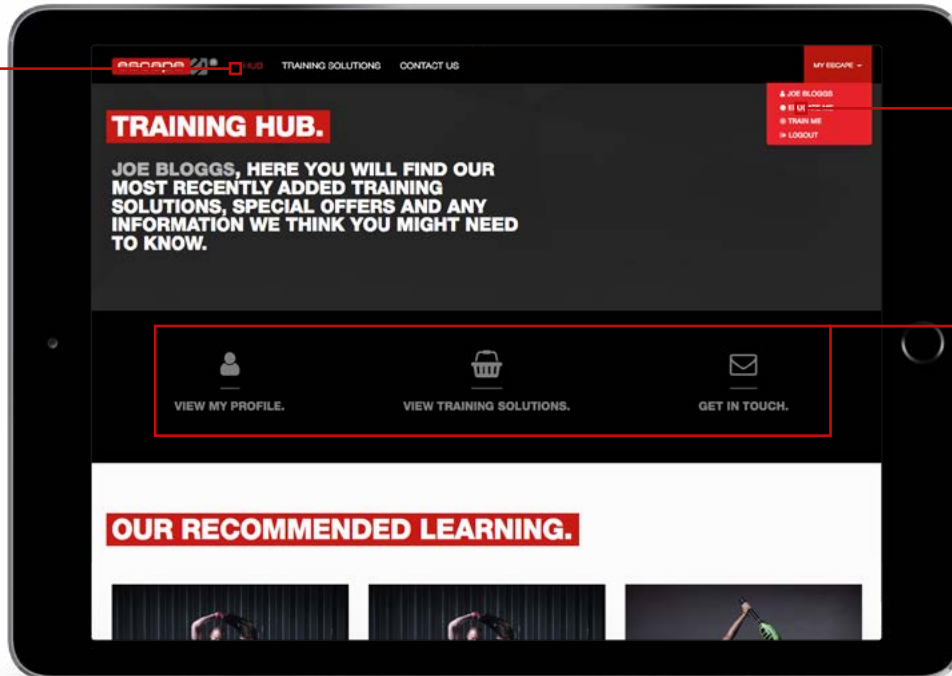 escape
HUB TRAINING SOLUTIONS CONTACT US
MY ESCAPE
JOE BLOGGS
ME
TRAIN ME
LOGOUT
TRAINING HUB.
JOE BLOGGS, HERE YOU WILL FIND OUR
MOST RECENTLY ADDED TRAINING
SOLUTIONS, SPECIAL OFFERS AND ANY
INFORMATION WE THINK YOU MIGHT NEED
TO KNOW.
VIEW MY PROFILE. VIEW TRAINING SOLUTIONS. GET IN TOUCH.
OUR RECOMMENDED LEARNING.